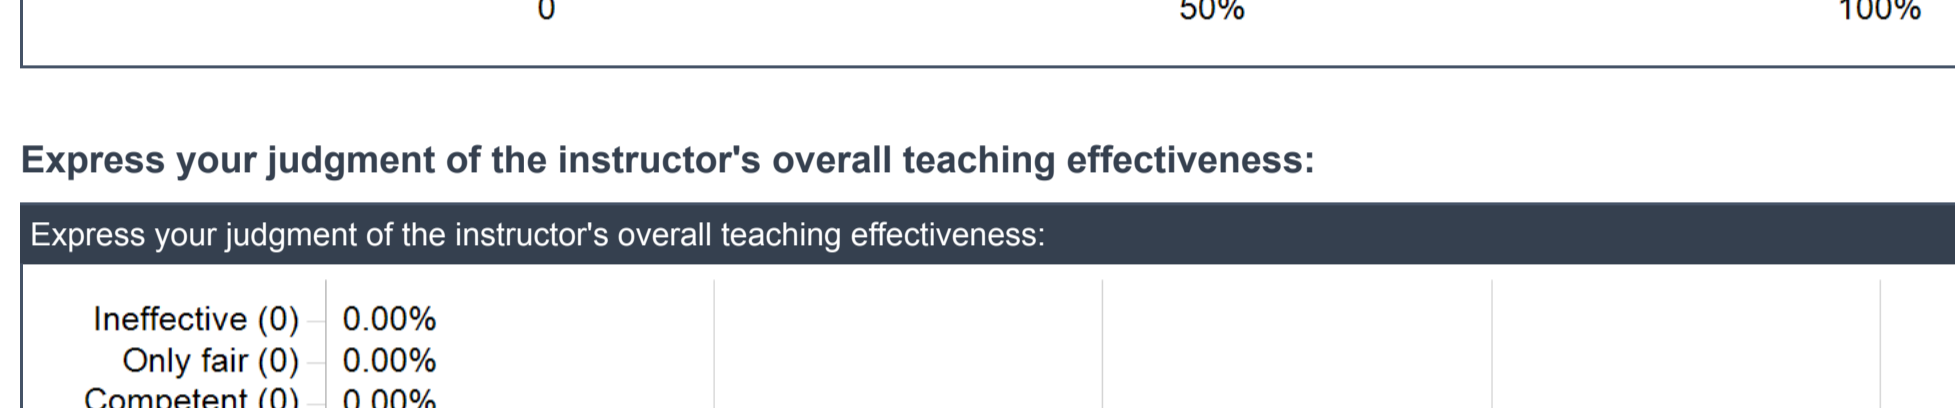 0 50% 100%
Express your judgment of the instructor's overall teaching effectiveness:
Express your judgment of the instructor's overall teaching effectiveness:
Ineffective (0) 0.00%
Only fair (0) 0.00%
Competent (0) 0.00%